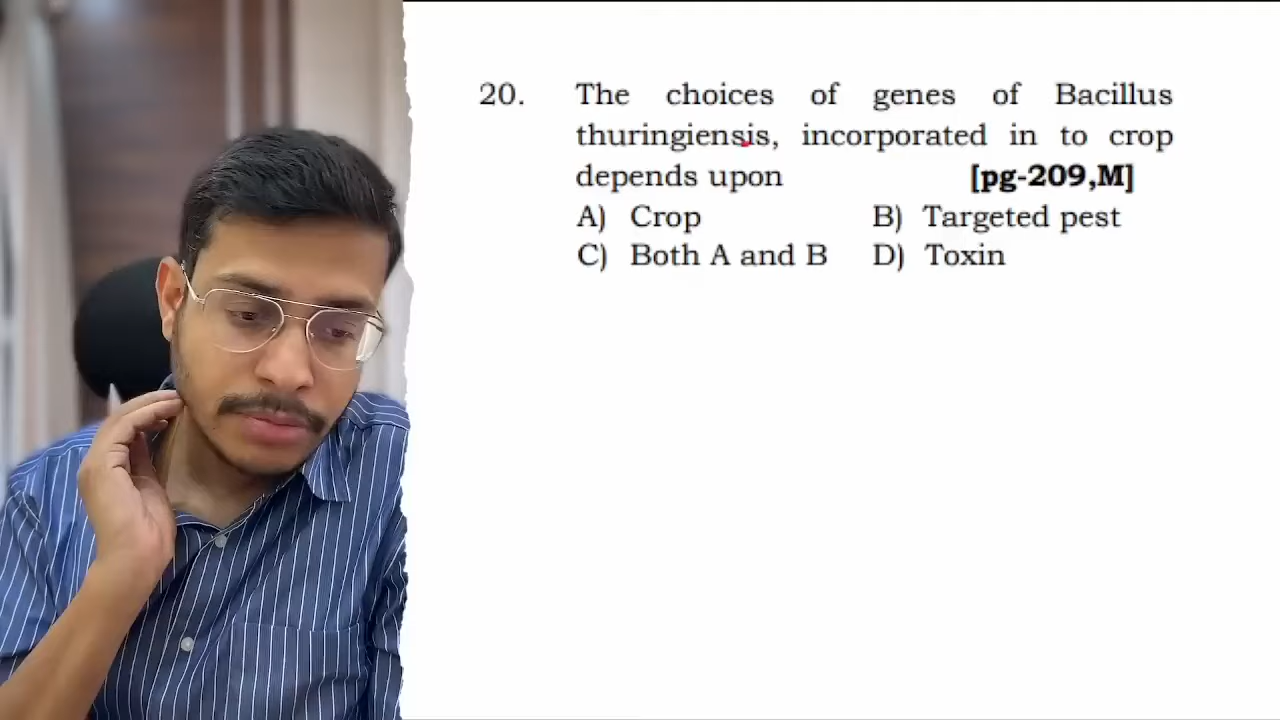 20. The choices of genes of Bacillus
thuringiensis, incorporated in to crop
depends upon [pg-209,M]
A) Crop B) Targeted pest
C) Both A and B D) Toxin